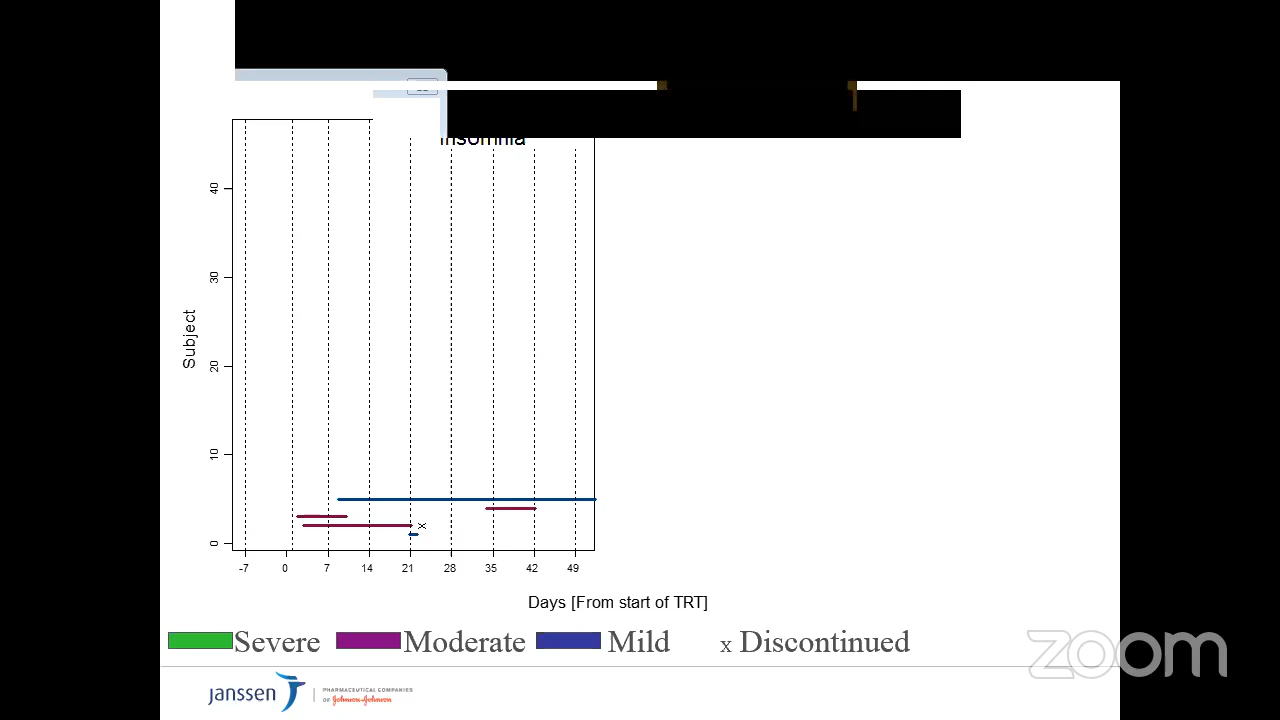 Insomnia
40
30
20
10
0
Subject
-7 0 7 14 21 28 35 42 49
Days [From start of TRT]
Severe Moderate Mild x Discontinued
janssen PHARMACEUTICAL COMPANIES
OF Johnson-Johnson
zoom